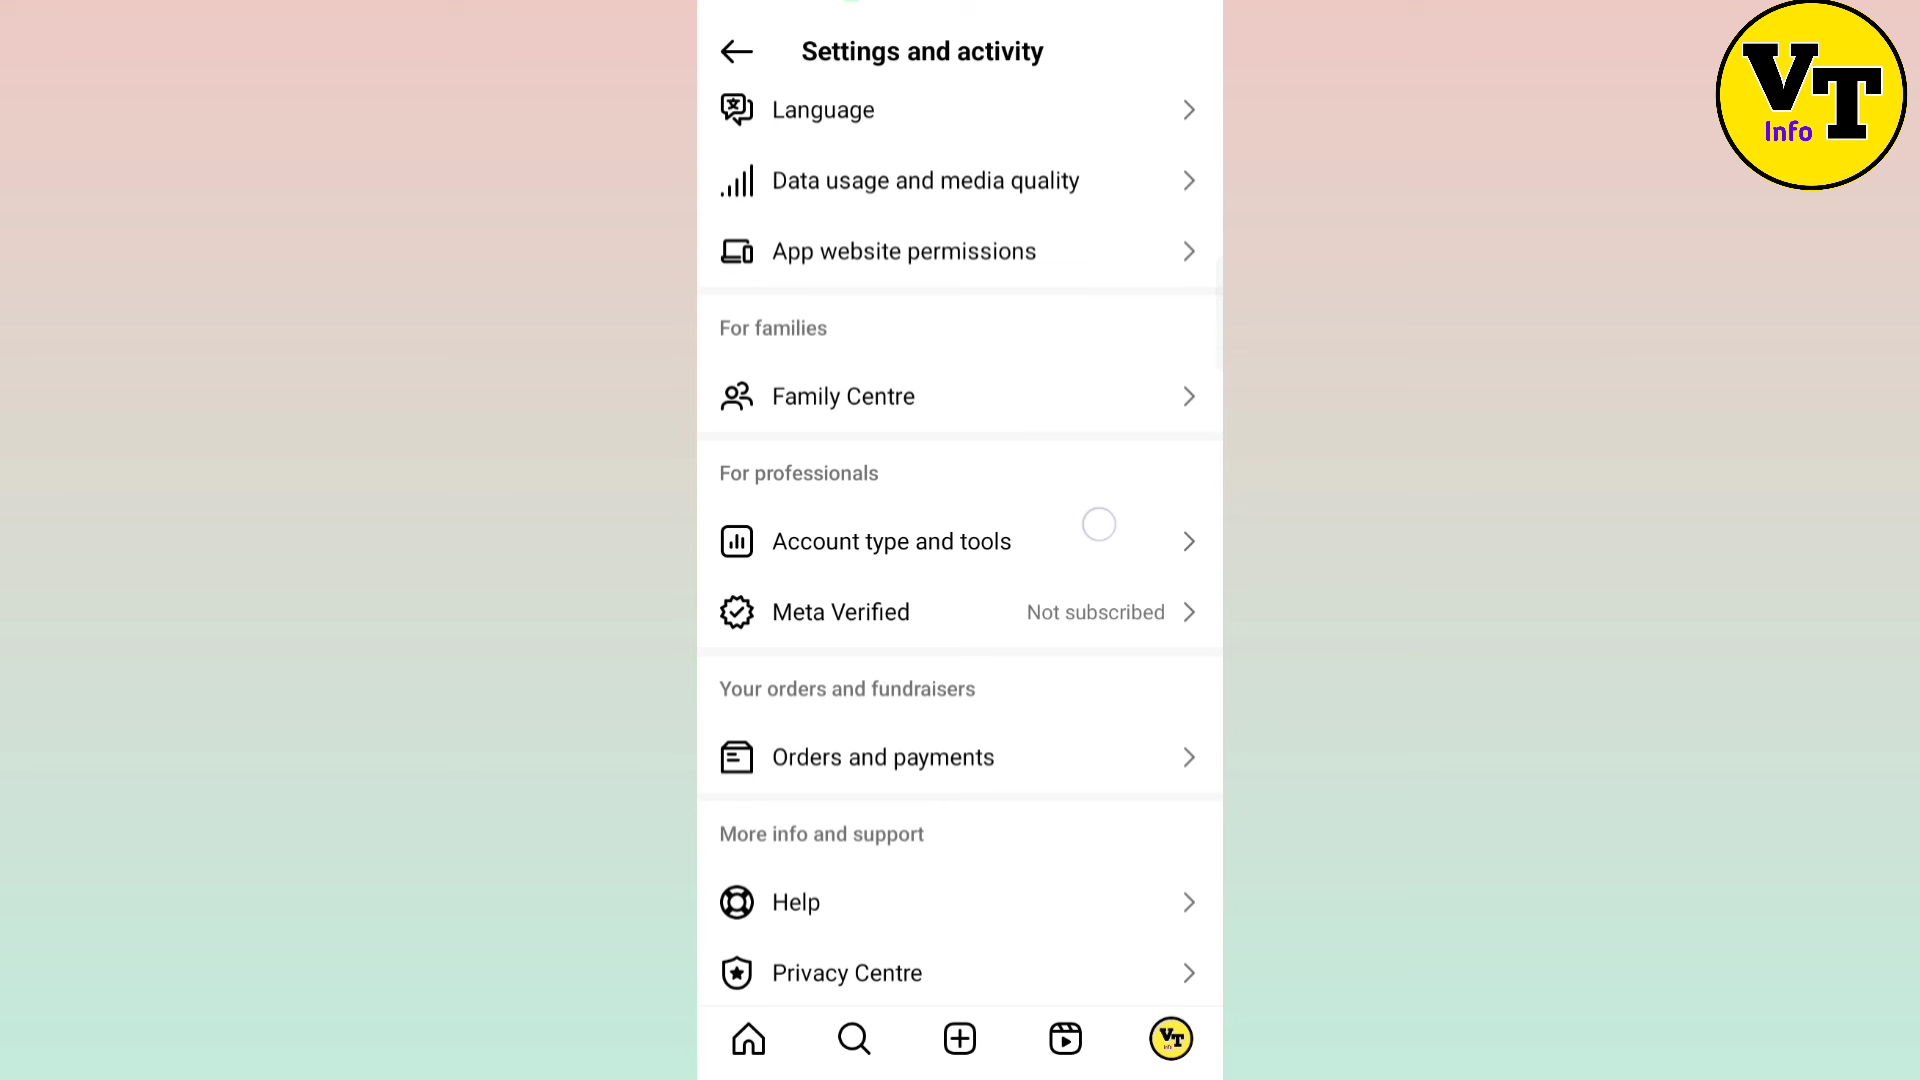 Settings and activity
Language
Data usage and media quality
App website permissions
For families
Family Centre
For professionals
Account type and tools
Meta Verified Not subscribed
Your orders and fundraisers
Orders and payments
More info and support
Help
Privacy Centre
VT
Info
VT